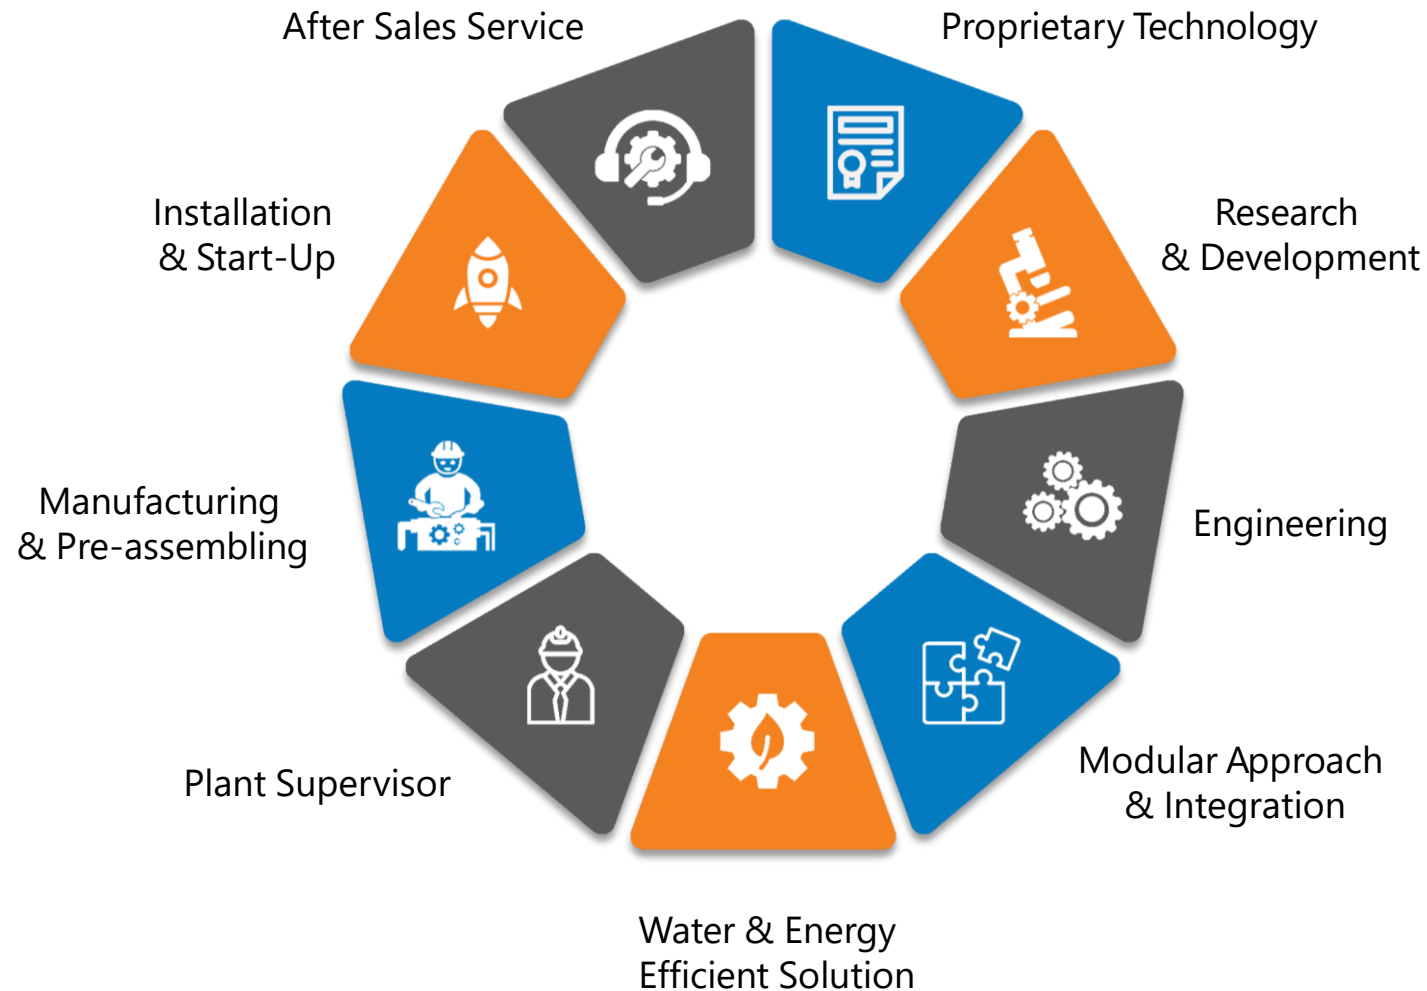 After Sales Service
Proprietary Technology
Installation
& Start-Up
Research
& Development
Manufacturing
& Pre-assembling
Engineering
Plant Supervisor
Modular Approach
& Integration
Water & Energy
Efficient Solution